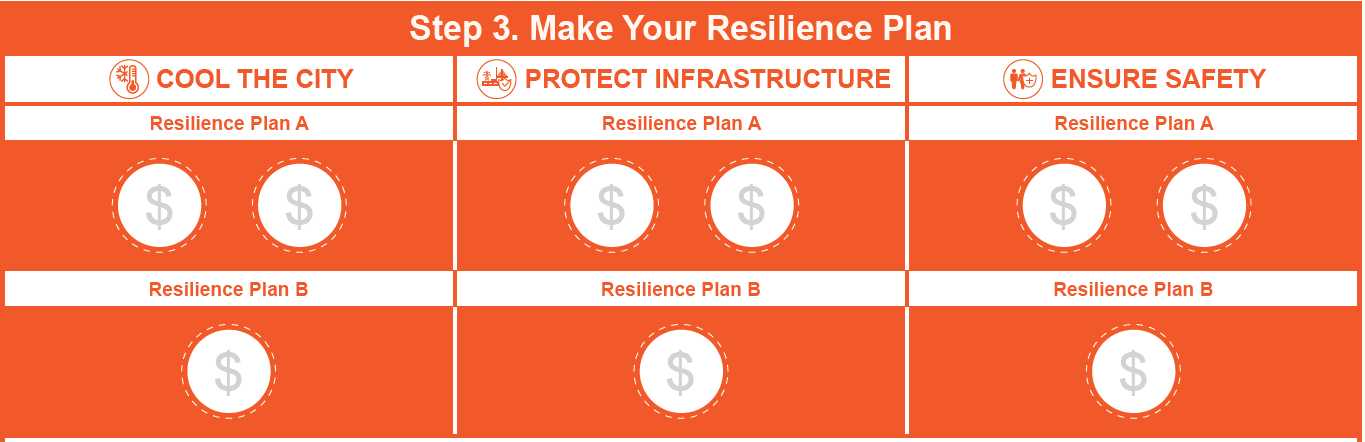 Step 3. Make Your Resilience Plan
COOL THE CITY
PROTECT INFRASTRUCTURE
ENSURE SAFETY
Resilience Plan A
Resilience Plan A
Resilience Plan A
$ $
$ $
$ $
Resilience Plan B
Resilience Plan B
Resilience Plan B
$
$
$